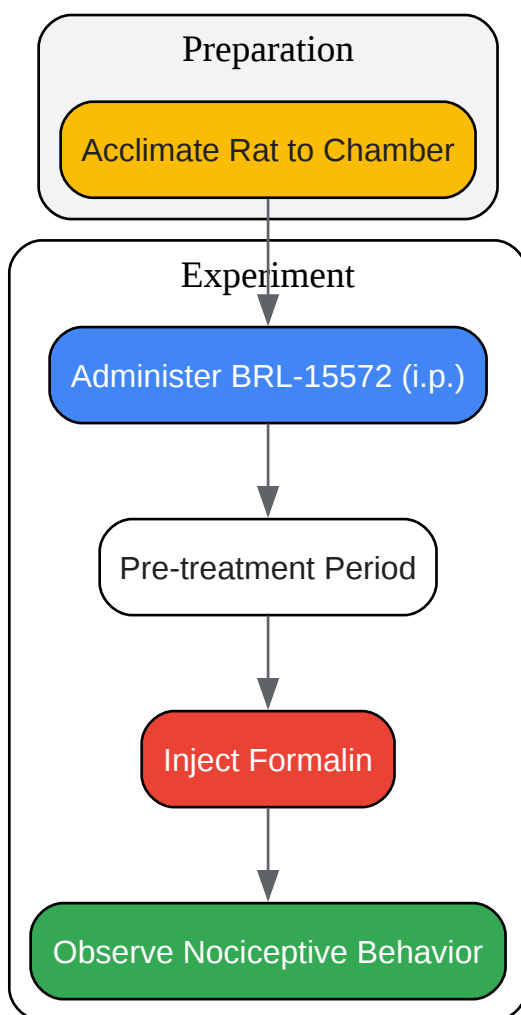 Preparation
Acclimate Rat to Chamber
Experiment
Administer BRL-15572 (i.p.)
Pre-treatment Period
Inject Formalin
Observe Nociceptive Behavior